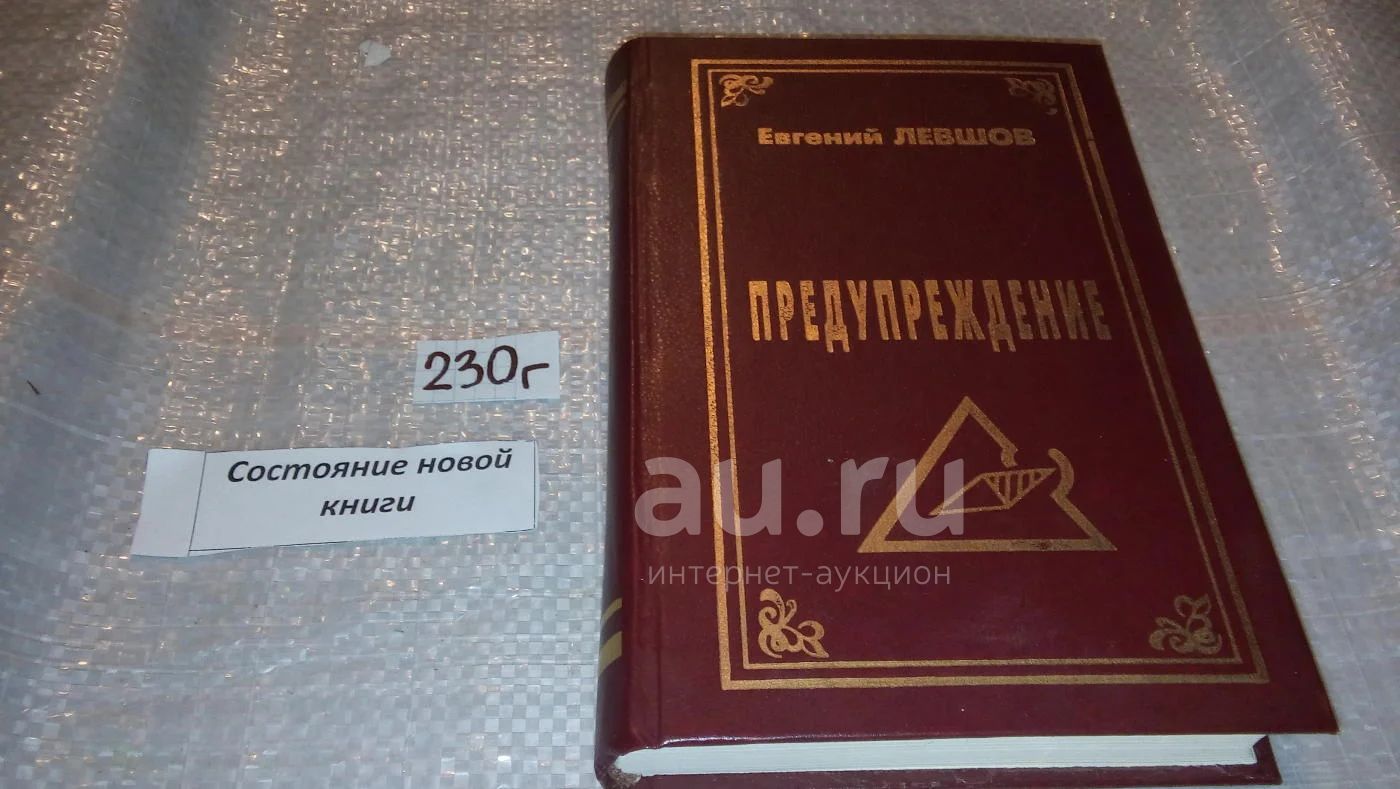 Евгений ЛЕВШОВ
ПРЕДУПРЕЖДЕНИЕ
230г
Состояние новой
книги
au.ru
интернет-аукцион